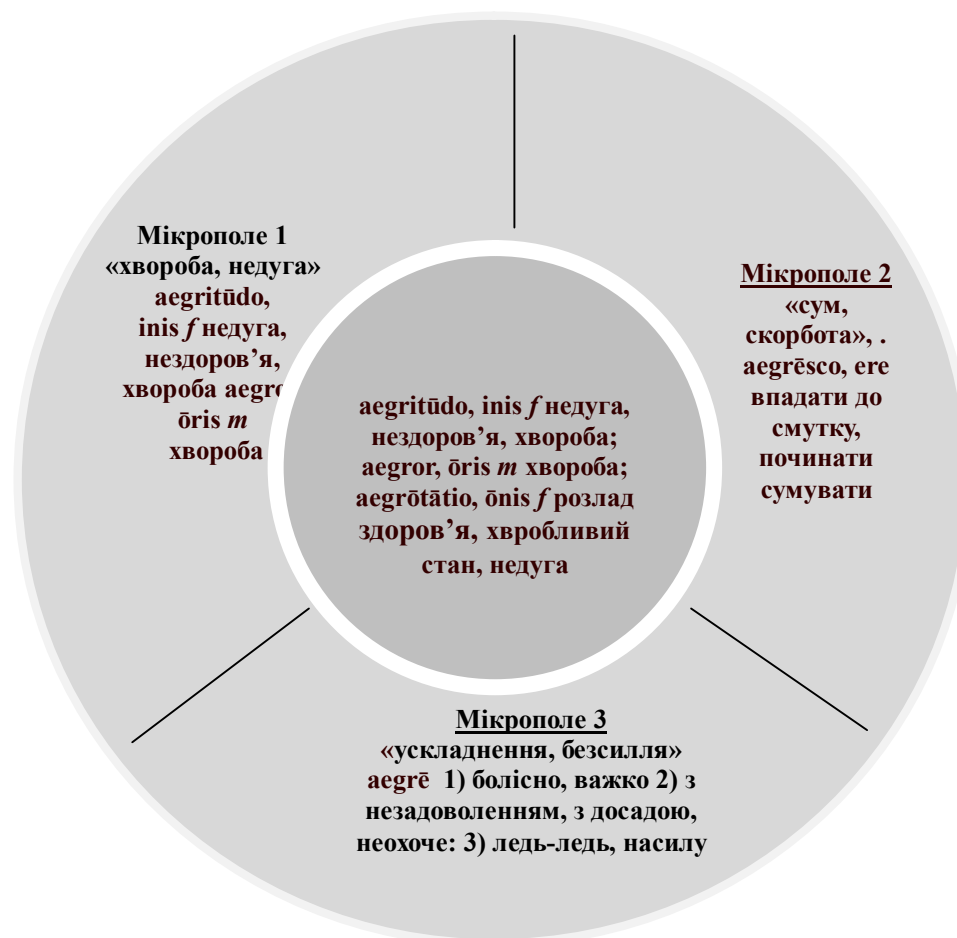 Мікрополе 1
«хвороба, недуга»
aegritūdo,
inis f недуга,
нездоров’я,
хвороба aegro
ōris m
хвороба
aegritūdo, inis f недуга,
нездоров’я, хвороба;
aegror, ōris m хвороба;
aegrōtātio, ōnis f розлад
здоров’я, хвробливий
стан, недуга
Мікрополе 2
«сум,
скорбота», .
aegrēsco, ere
впадати до
смутку,
починати
сумувати
Мікрополе 3
«ускладнення, безсилля»
aegrē 1) болісно, важко 2) з
незадоволенням, з досадою,
неохоче: 3) ледь-ледь, насилу